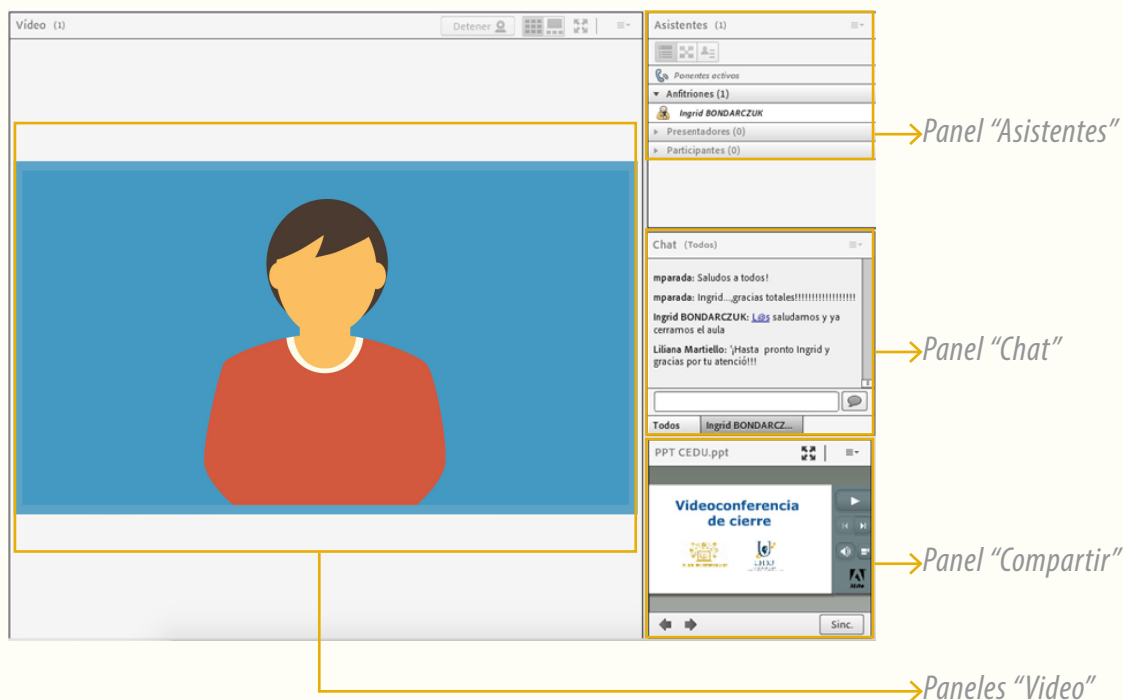 Vídeo (1)
Detener
Asistentes (1)
Ponentes activos
Anfitriones (1)
Ingrid BONDARCZUK
Presentadores (0)
Participantes (0)
Panel “Asistentes”
Chat (Todos)
mparada: Saludos a todos!
mparada: Ingrid...,gracias totales!!!!!!!!!!!!!!!!!!!
Ingrid BONDARCZUK: L@s saludamos y ya
cerramos el aula
Liliana Martiello: '¡Hasta pronto Ingrid y
gracias por tu atenció!!!
Todos
Ingrid BONDARCZ...
Panel “Chat”
PPT CEDU.ppt
Videoconferencia
de cierre
Sinc.
Panel “Compartir”
Paneles “Video”